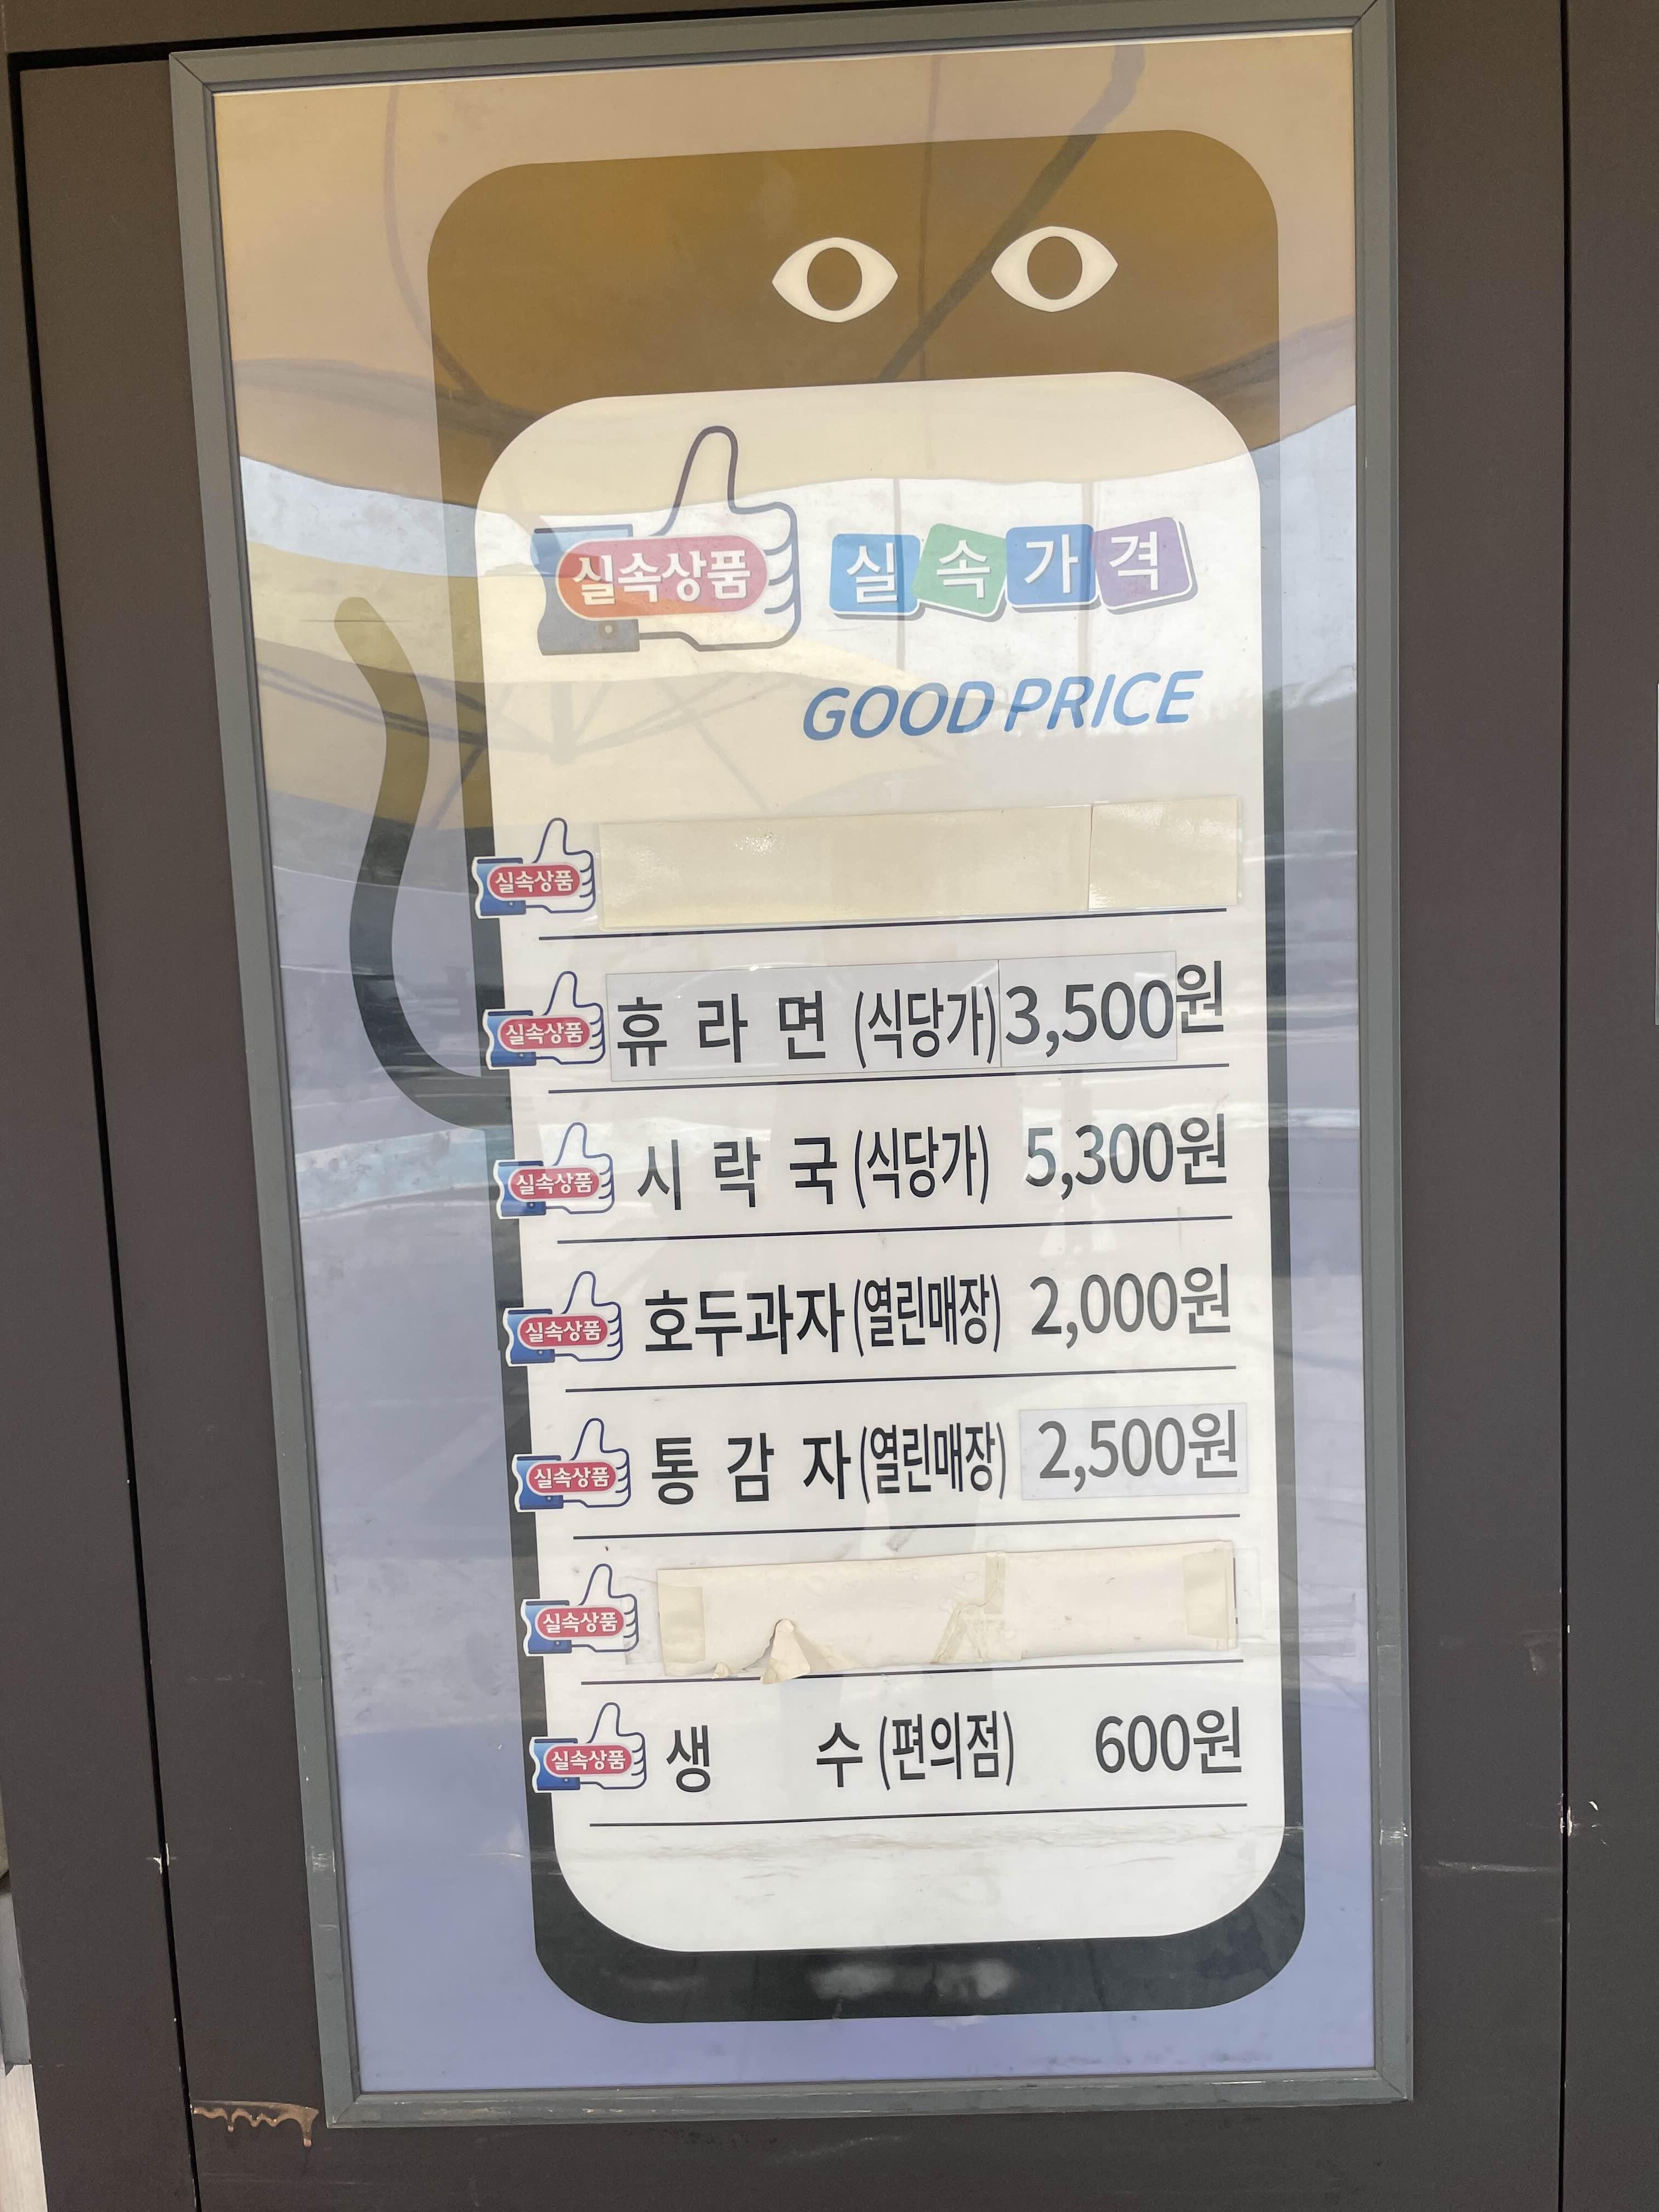 실속상품 실속가격
GOOD PRICE
실속상품
실속상품 휴 라 면 (식당가) 3,500원
실속상품 시 락 국 (식당가) 5,300원
실속상품 호두과자 (열린매장) 2,000원
실속상품 통 감 자 (열린매장) 2,500원
실속상품
실속상품 생 수 (편의점) 600원